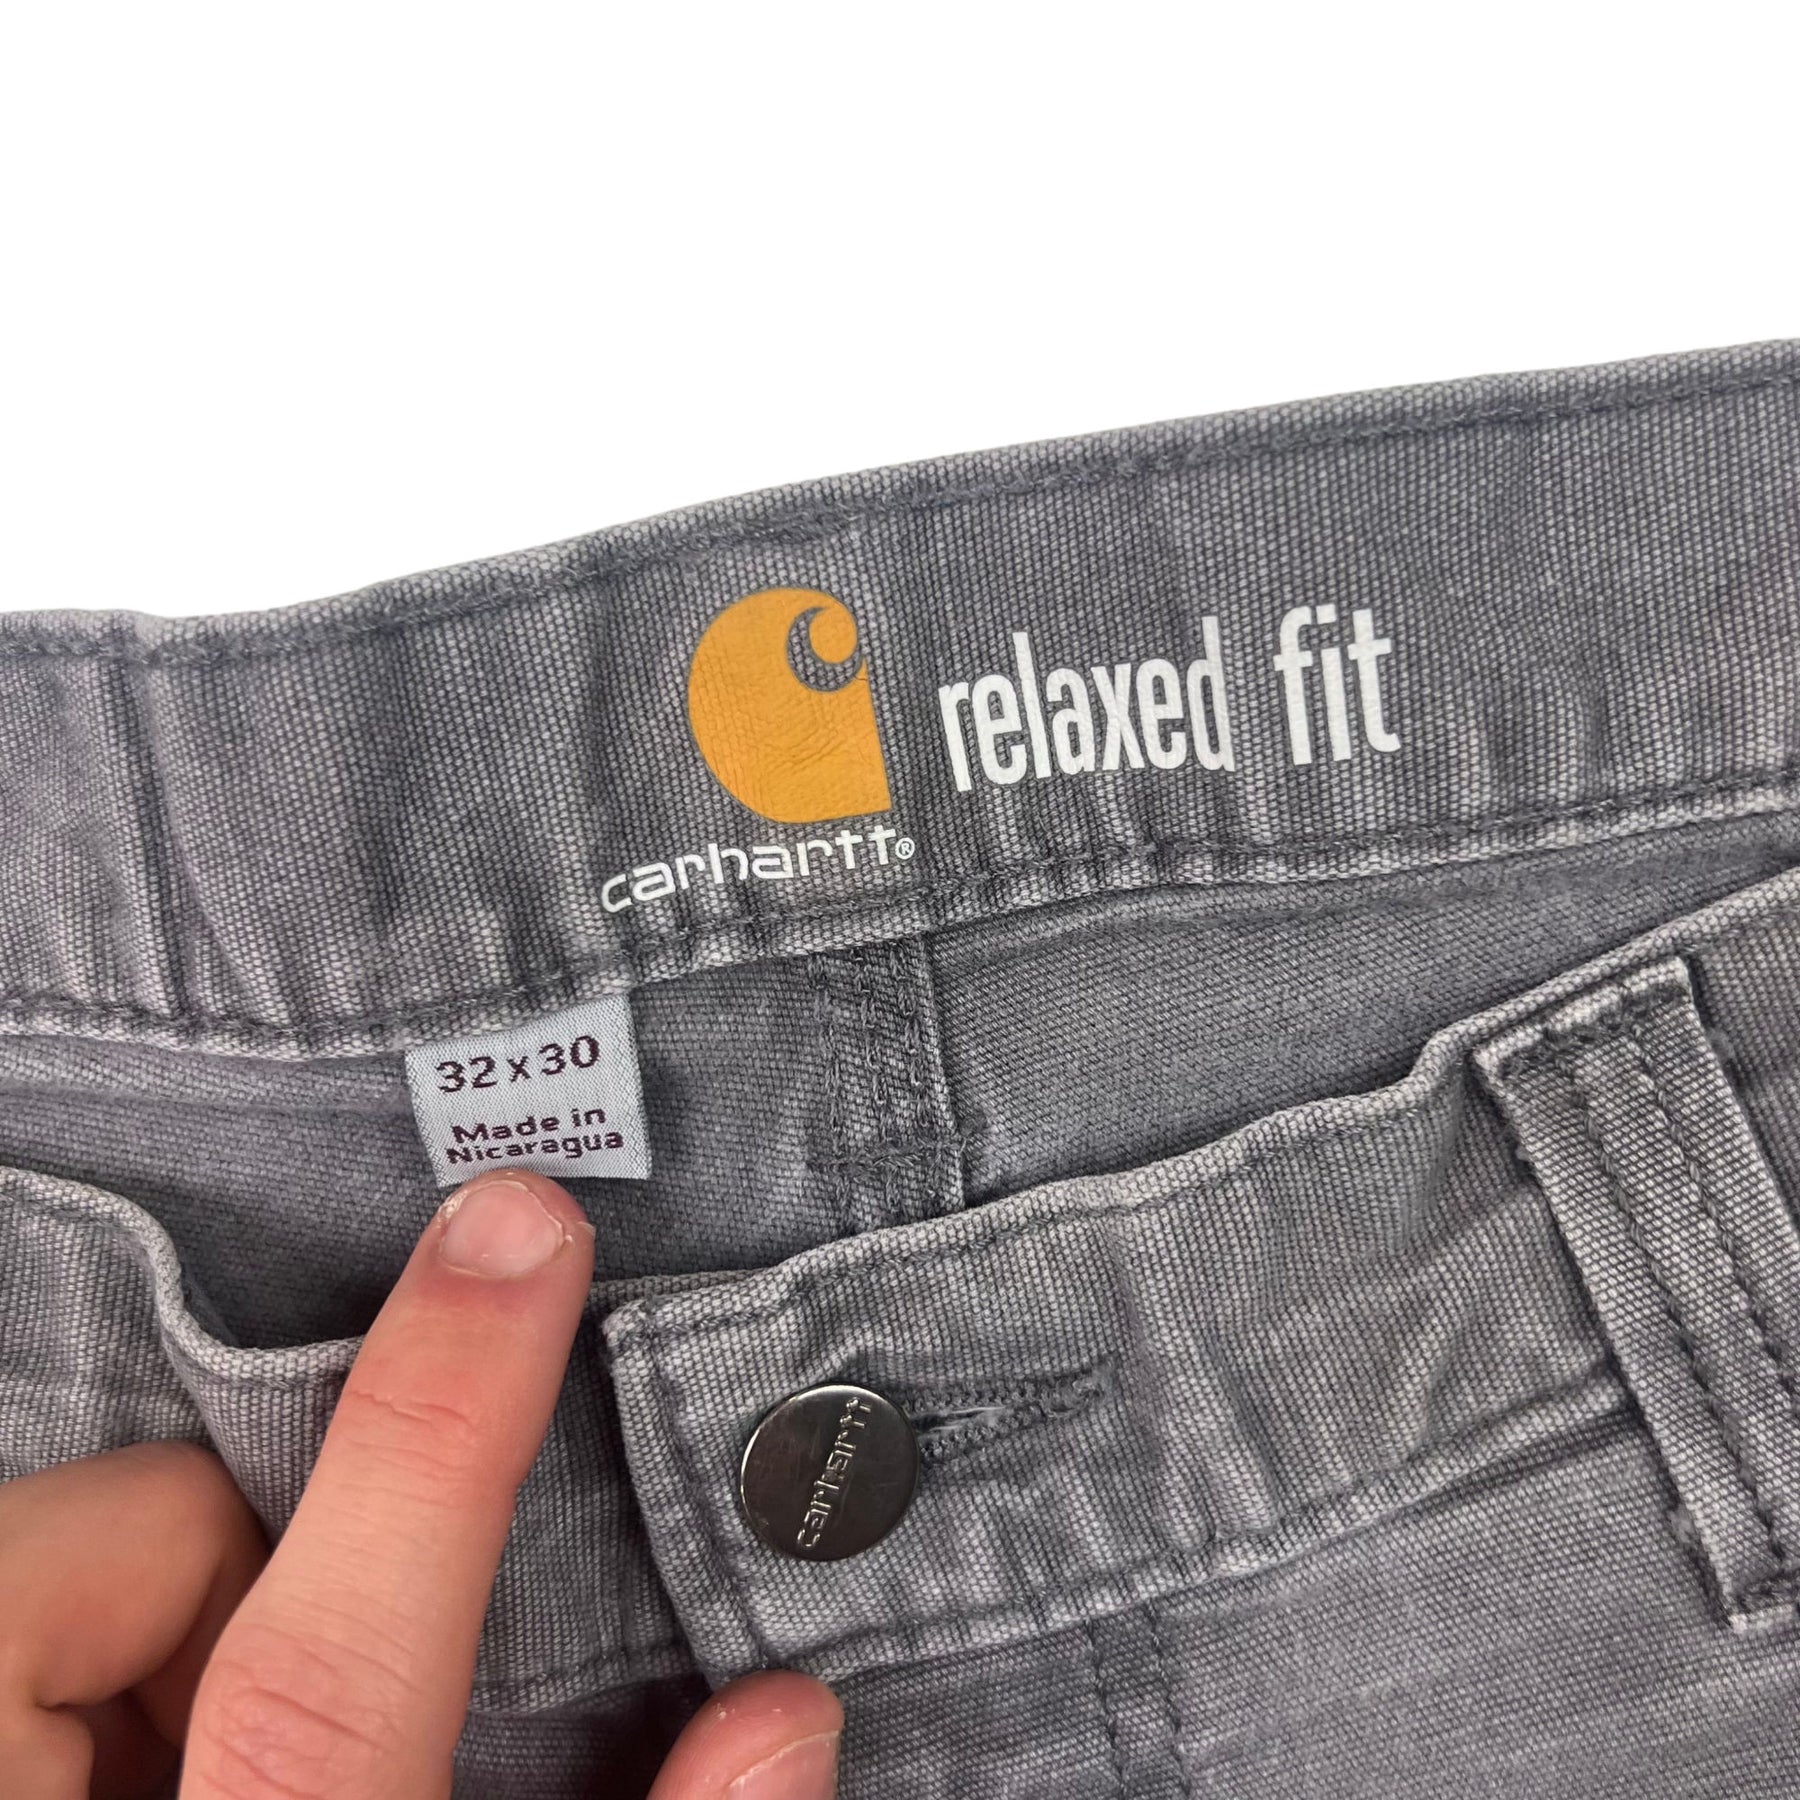 relaxed fit
carhartt®
32 x 30
Made in
Nicaragua
carhartt